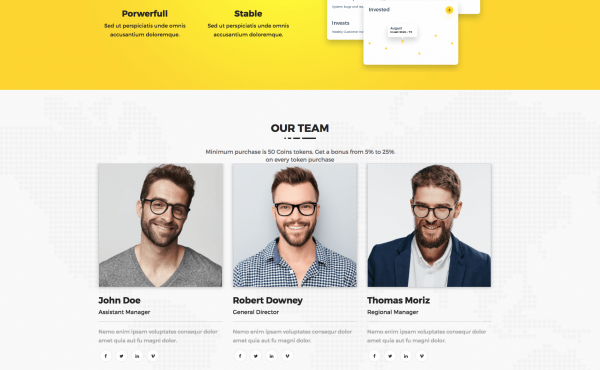 Porwerfull
Stable
Sed ut perspiciatis unde omnis
accusantium doloremque.
Sed ut perspiciatis unde omnis
accusantium doloremque.
Invests
Invested
August
OUR TEAM
Minimum purchase is 50 Coins tokens. Get a bonus from 5% to 25%
on every token purchase
John Doe
Assistant Manager
Nemo enim ipsam voluptates consequr dolor
amet quia aut fu magni dolor.
Robert Downey
General Director
Nemo enim ipsam voluptates consequr dolor
amet quia aut fu magni dolor.
Thomas Moriz
Regional Manager
Nemo enim ipsam voluptates consequr dolor
amet quia aut fu magni dolor.